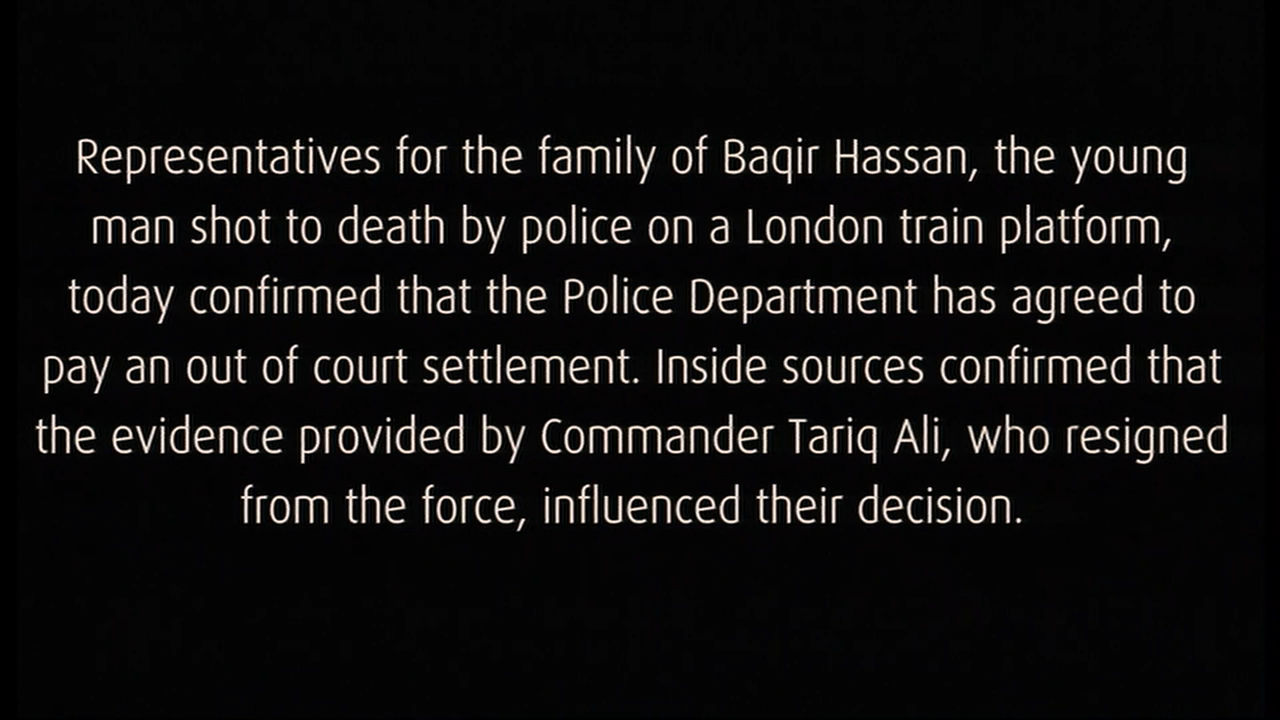 Representatives for the family of Baqir Hassan, the young
man shot to death by police on a London train platform,
today confirmed that the Police Department has agreed to
pay an out of court settlement. Inside sources confirmed that
the evidence provided by Commander Tariq Ali, who resigned
from the force, influenced their decision.